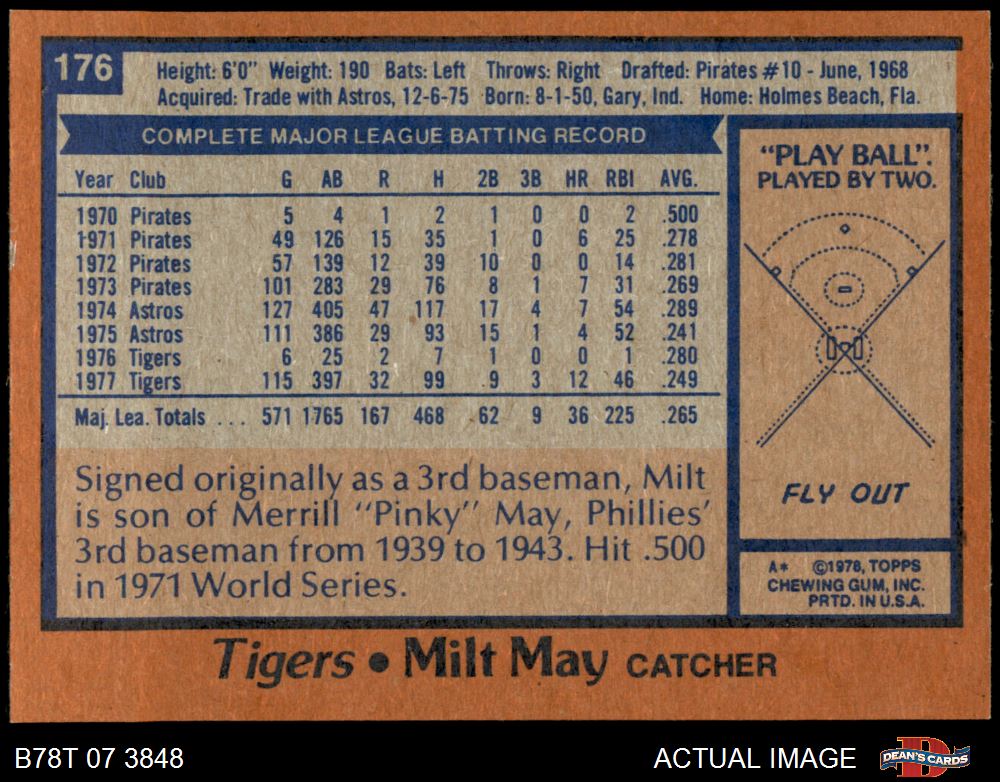 176
Height: 6'0" Weight: 190 Bats: Left Throws: Right Drafted: Pirates #10 - June, 1968
Acquired: Trade with Astros, 12-6-75 Born: 8-1-50, Gary, Ind. Home: Holmes Beach, Fla.
COMPLETE MAJOR LEAGUE BATTING RECORD
Year Club G AB R H 2B 3B HR RBI AVG.
1970 Pirates 5 4 1 2 1 0 0 2 .500
1971 Pirates 49 126 15 35 1 0 6 25 .278
1972 Pirates 57 139 12 39 10 0 0 14 .281
1973 Pirates 101 283 29 76 8 1 7 31 .269
1974 Astros 127 405 47 117 17 4 7 54 .289
1975 Astros 111 386 29 93 15 1 4 52 .241
1976 Tigers 6 25 2 7 1 0 0 1 .280
1977 Tigers 115 397 32 99 9 3 12 46 .249
Maj. Lea. Totals ... 571 1765 167 468 62 9 36 225 .265
Signed originally as a 3rd baseman, Milt
is son of Merrill "Pinky" May, Phillies'
3rd baseman from 1939 to 1943. Hit .500
in 1971 World Series.
"PLAY BALL".
PLAYED BY TWO.
FLY OUT
A* ©1978, TOPPS
CHEWING GUM, INC.
PRTD. IN U.S.A.
Tigers • Milt May CATCHER
B78T 07 3848 ACTUAL IMAGE
D
DEAN'S CARDS